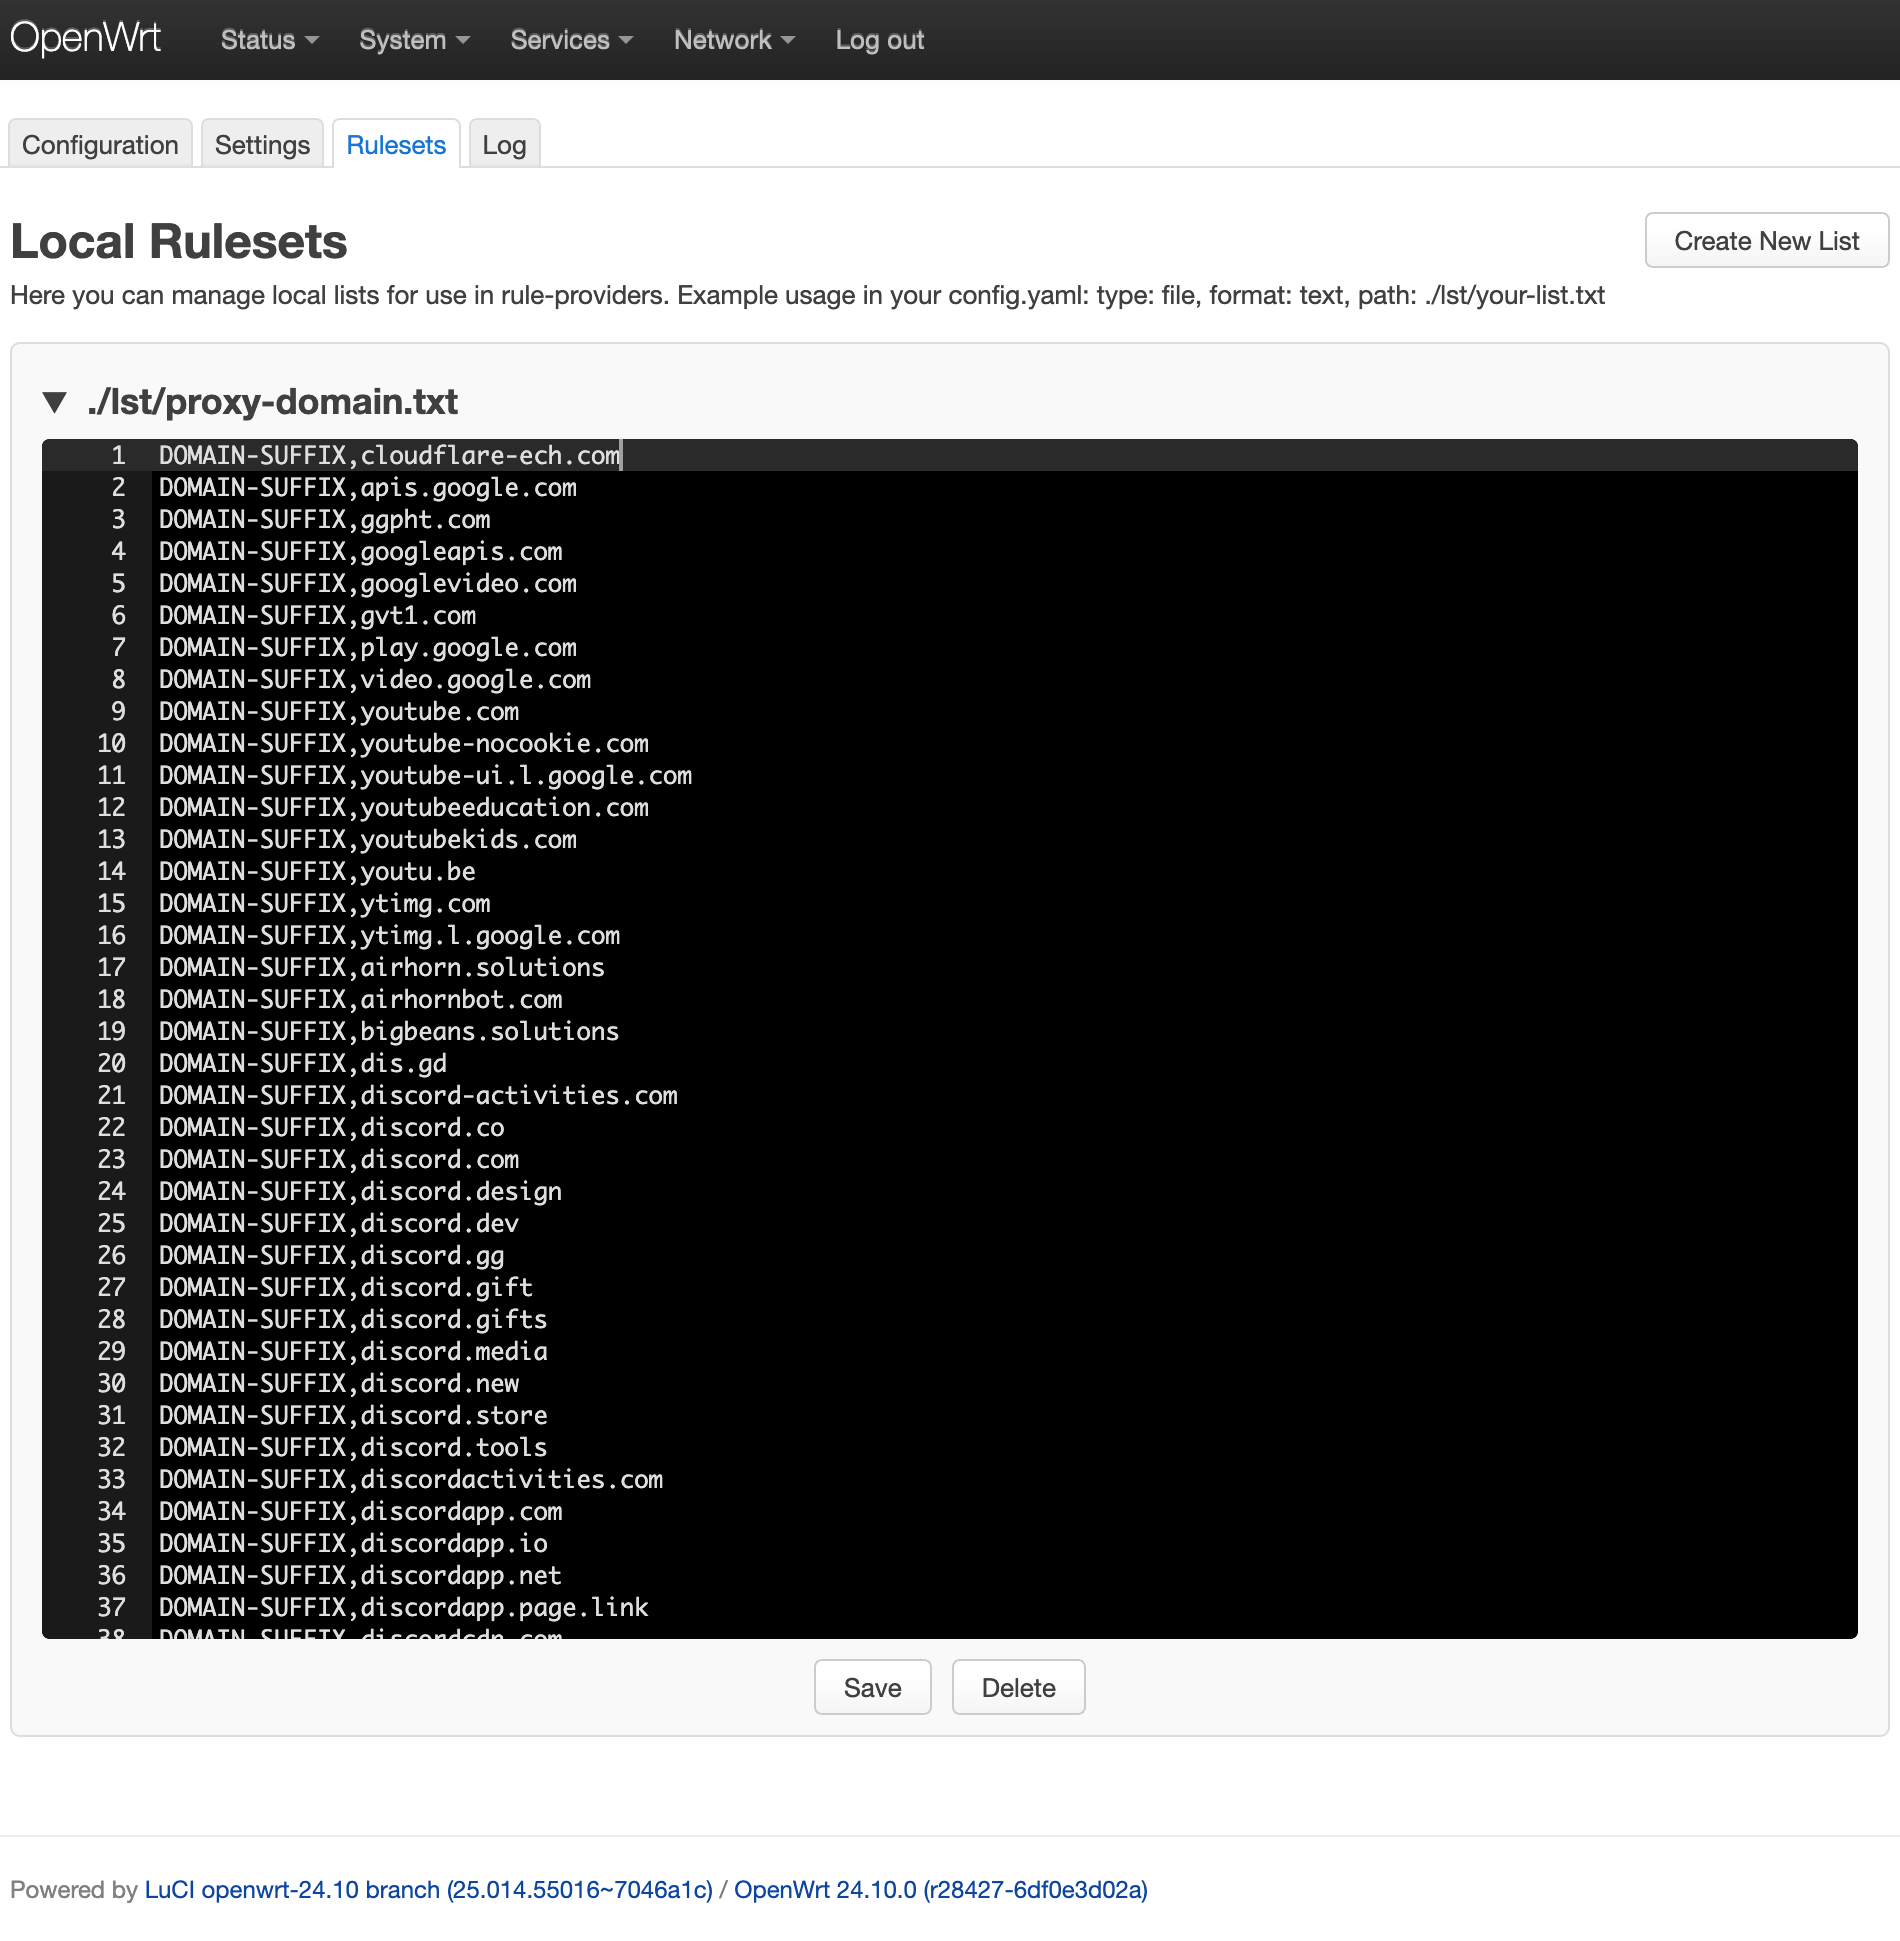 OpenWrt Status System Services Network Log out
Configuration Settings Rulesets Log
Local Rulesets
Create New List
Here you can manage local lists for use in rule-providers. Example usage in your config.yaml: type: file, format: text, path: ./lst/your-list.txt
▼ ./lst/proxy-domain.txt
1 DOMAIN-SUFFIX,cloudflare-ech.com
2 DOMAIN-SUFFIX,apis.google.com
3 DOMAIN-SUFFIX,ggpht.com
4 DOMAIN-SUFFIX,googleapis.com
5 DOMAIN-SUFFIX,googlevideo.com
6 DOMAIN-SUFFIX,gvt1.com
7 DOMAIN-SUFFIX,play.google.com
8 DOMAIN-SUFFIX,video.google.com
9 DOMAIN-SUFFIX,youtube.com
10 DOMAIN-SUFFIX,youtube-nocookie.com
11 DOMAIN-SUFFIX,youtube-ui.l.google.com
12 DOMAIN-SUFFIX,youtubeeducation.com
13 DOMAIN-SUFFIX,youtubekids.com
14 DOMAIN-SUFFIX,youtu.be
15 DOMAIN-SUFFIX,ytimg.com
16 DOMAIN-SUFFIX,ytimg.l.google.com
17 DOMAIN-SUFFIX,airhorn.solutions
18 DOMAIN-SUFFIX,airhornbot.com
19 DOMAIN-SUFFIX,bigbeans.solutions
20 DOMAIN-SUFFIX,dis.gd
21 DOMAIN-SUFFIX,discord-activities.com
22 DOMAIN-SUFFIX,discord.co
23 DOMAIN-SUFFIX,discord.com
24 DOMAIN-SUFFIX,discord.design
25 DOMAIN-SUFFIX,discord.dev
26 DOMAIN-SUFFIX,discord.gg
27 DOMAIN-SUFFIX,discord.gift
28 DOMAIN-SUFFIX,discord.gifts
29 DOMAIN-SUFFIX,discord.media
30 DOMAIN-SUFFIX,discord.new
31 DOMAIN-SUFFIX,discord.store
32 DOMAIN-SUFFIX,discord.tools
33 DOMAIN-SUFFIX,discordactivities.com
34 DOMAIN-SUFFIX,discordapp.com
35 DOMAIN-SUFFIX,discordapp.io
36 DOMAIN-SUFFIX,discordapp.net
37 DOMAIN-SUFFIX,discordapp.page.link
38 DOMAIN-SUFFIX,discordcdn.com
Save Delete
Powered by LuCI openwrt-24.10 branch (25.014.55016~7046a1c) / OpenWrt 24.10.0 (r28427-6df0e3d02a)